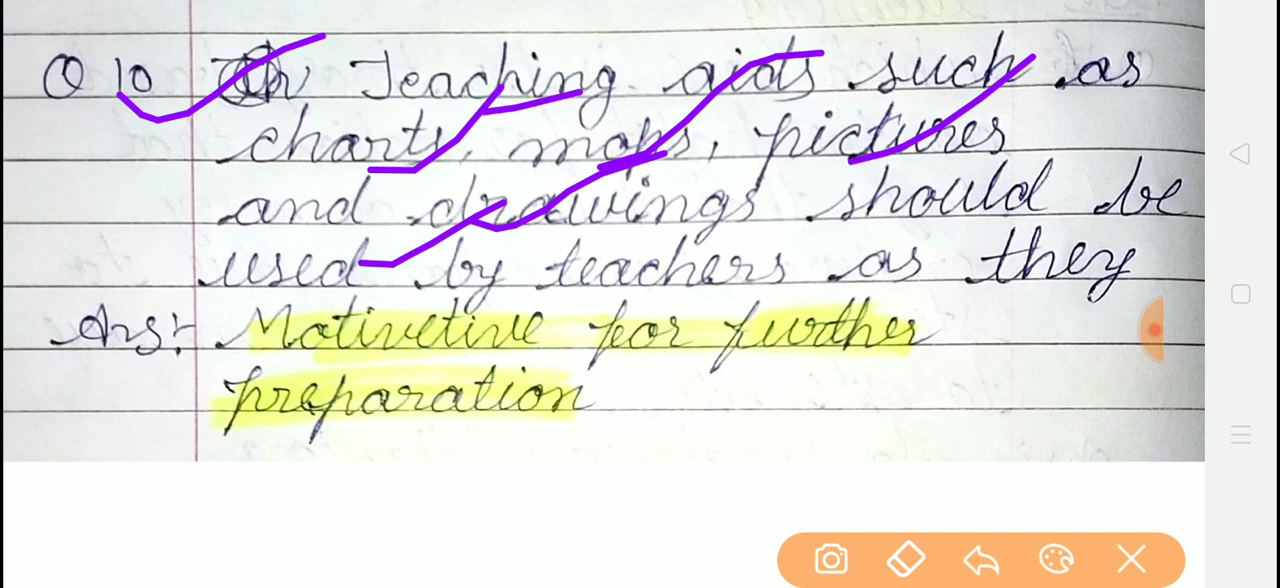 Q 10 Teaching aids such as
charts, maps, pictures
and drawings should be
used by teachers as they
Ans:- Motivetive for further
preparation